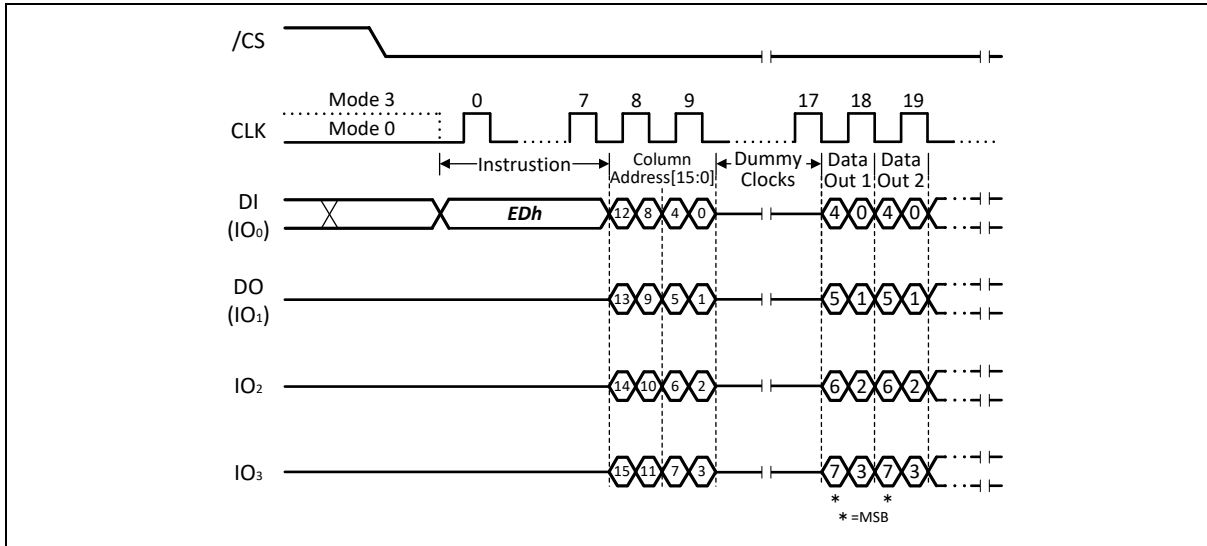 /CS
Mode 3 0 7 8 9 17 18 19
CLK Mode 0
Instrustion Column Address[15:0] Dummy Clocks Data Out 1 Data Out 2
DI (IO0) EDh 12 8 4 0 4 0 4 0
DO (IO1) 13 9 5 1 5 1 5 1
IO2 14 10 6 2 6 2 6 2
IO3 15 11 7 3 7 3 7 3
* *
* =MSB